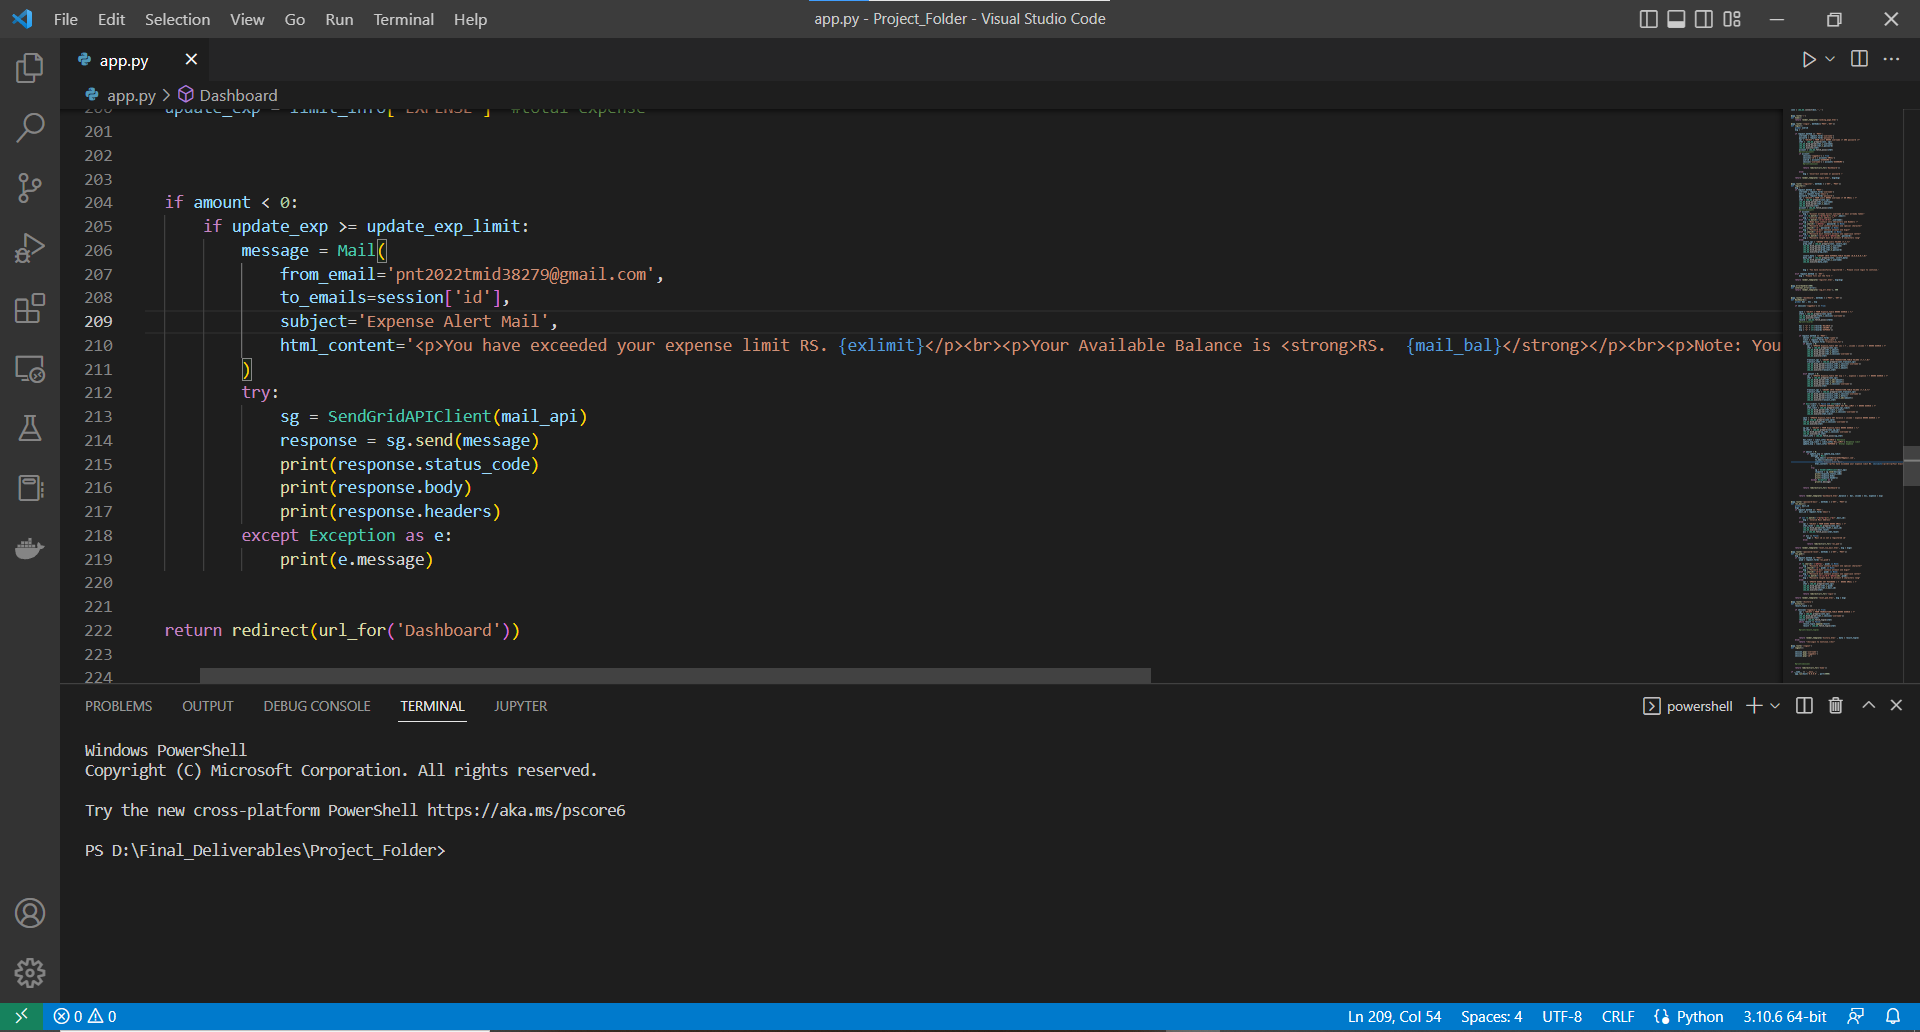 File Edit Selection View Go Run Terminal Help
app.py - Project_Folder - Visual Studio Code
app.py
app.py > Dashboard
200 update_exp = limit_info["EXPENSE"] #total expense
201
202
203
204 if amount < 0:
205 if update_exp >= update_exp_limit:
206 message = Mail(
207 from_email='pnt2022tmid38279@gmail.com',
208 to_emails=session['id'],
209 subject='Expense Alert Mail',
210 html_content='<p>You have exceeded your expense limit RS. {exlimit}</p><br><p>Your Available Balance is <strong>RS.  {mail_bal}</strong></p><br><p>Note: You
211 )
212 try:
213 sg = SendGridAPIClient(mail_api)
214 response = sg.send(message)
215 print(response.status_code)
216 print(response.body)
217 print(response.headers)
218 except Exception as e:
219 print(e.message)
220
221
222 return redirect(url_for('Dashboard'))
223
224
PROBLEMS OUTPUT DEBUG CONSOLE TERMINAL JUPYTER
powershell
Windows PowerShell
Copyright (C) Microsoft Corporation. All rights reserved.
Try the new cross-platform PowerShell https://aka.ms/pscore6
PS D:\Final_Deliverables\Project_Folder>
0 0
Ln 209, Col 54 Spaces: 4 UTF-8 CRLF Python 3.10.6 64-bit